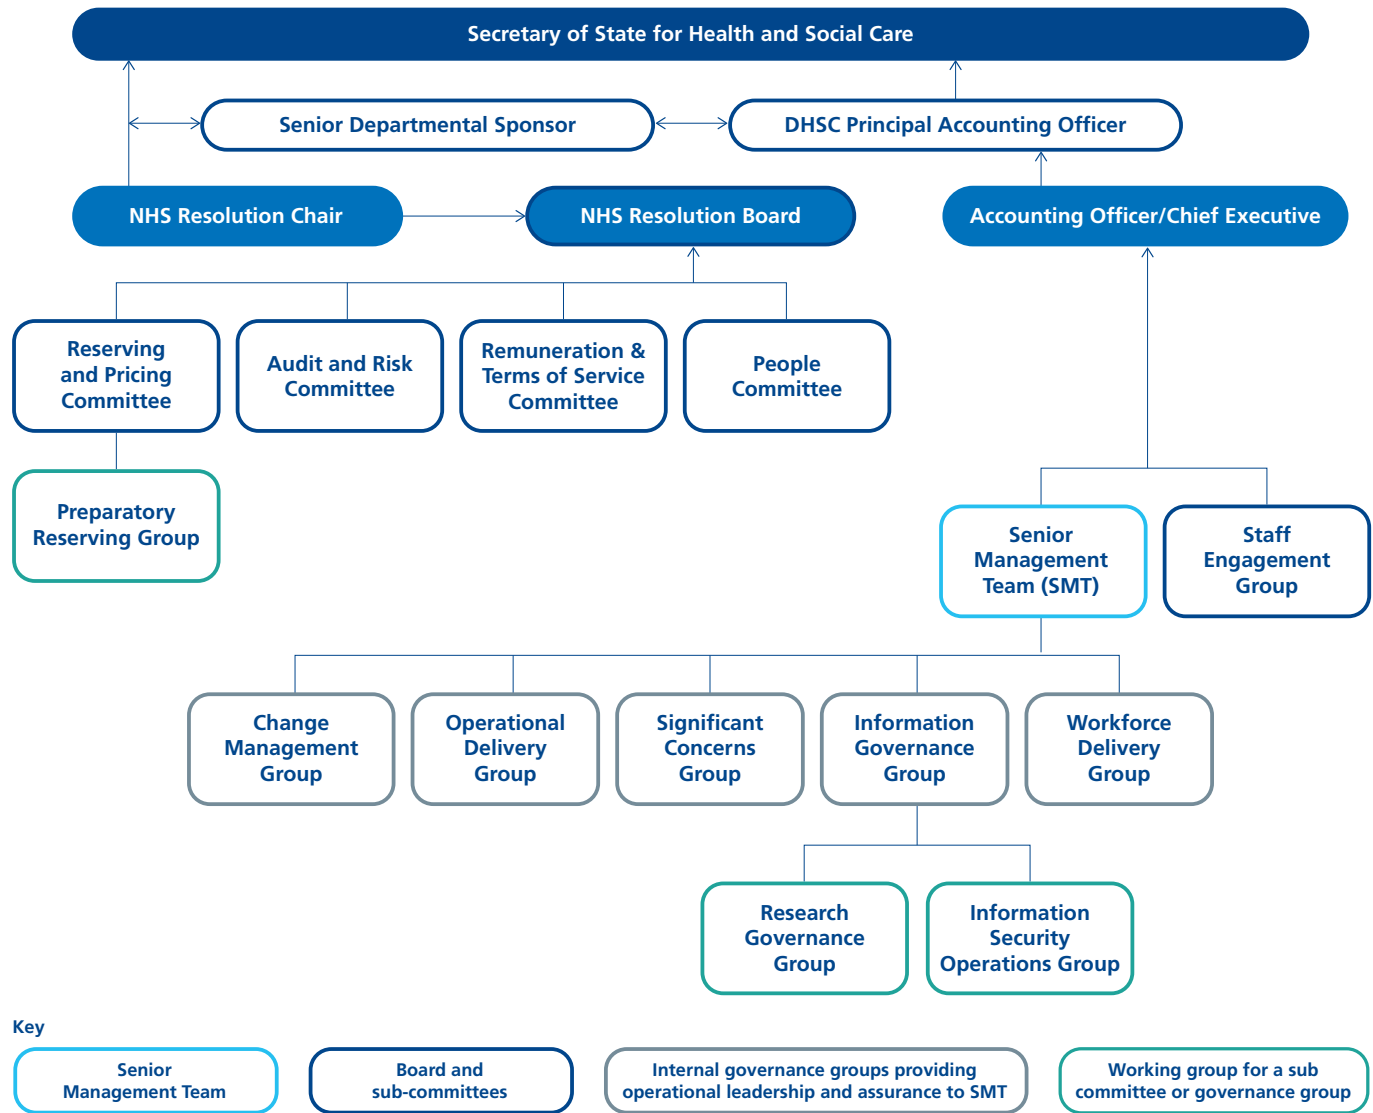 Secretary of State for Health and Social Care
Senior Departmental Sponsor
DHSC Principal Accounting Officer
NHS Resolution Chair
NHS Resolution Board
Accounting Officer/Chief Executive
Reserving
and Pricing
Committee
Audit and Risk
Committee
Remuneration &
Terms of Service
Committee
People
Committee
Preparatory
Reserving Group
Senior
Management
Team (SMT)
Staff
Engagement
Group
Change
Management
Group
Operational
Delivery
Group
Significant
Concerns
Group
Information
Governance
Group
Workforce
Delivery
Group
Research
Governance
Group
Information
Security
Operations Group
Key
Senior
Management Team
Board and
sub-committees
Internal governance groups providing
operational leadership and assurance to SMT
Working group for a sub
committee or governance group